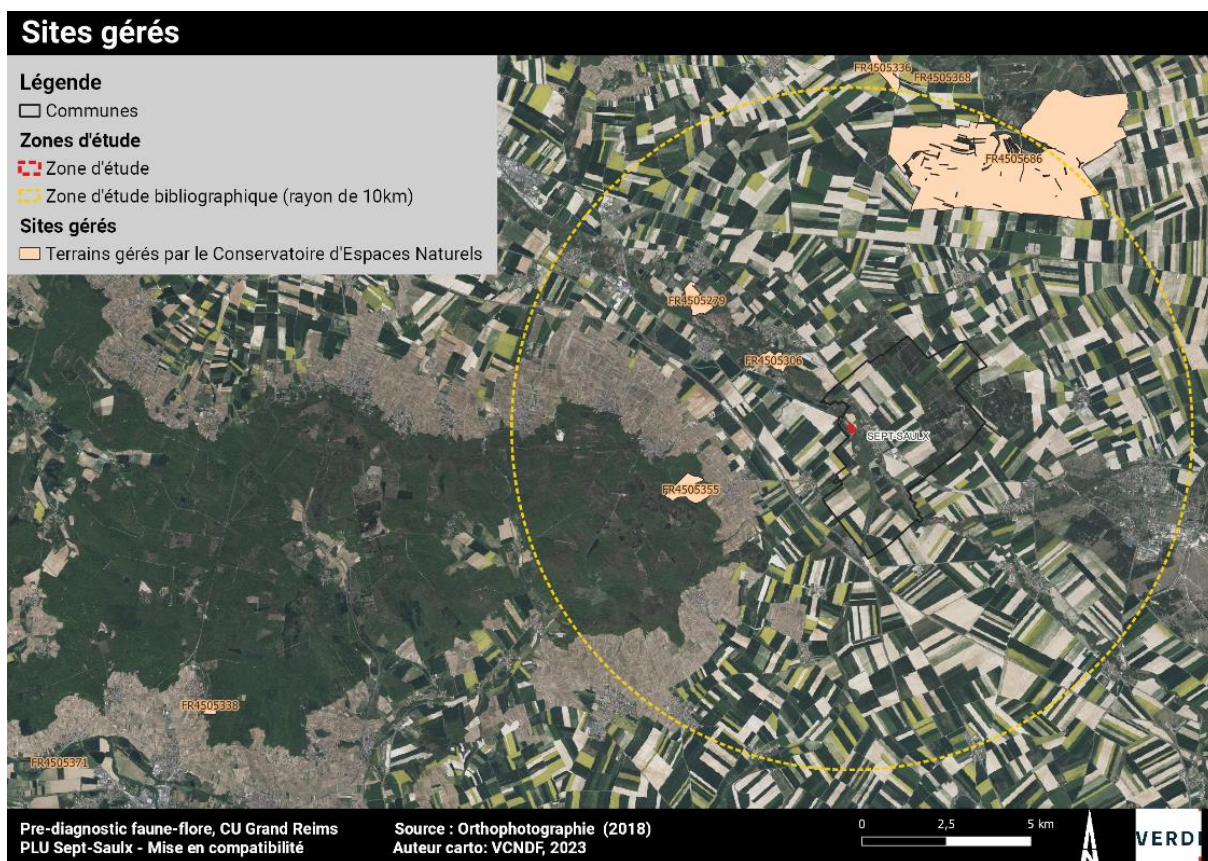 Sites gérés
Légende
Communes
Zones d'étude
Zone d'étude
Zone d'étude bibliographique (rayon de 10km)
Sites gérés
Terrains gérés par le Conservatoire d'Espaces Naturels
FR4505336
FR4505368
FR4505686
FR4505279
FR4505306
SEPT-SAULX
FR4505355
FR4505338
FR4505371
Pre-diagnostic faune-flore, CU Grand Reims
PLU Sept-Saulx - Mise en compatibilité
Source : Orthophotographie (2018)
Auteur carto: VCNDF, 2023
0 2,5 5 km
VERDI